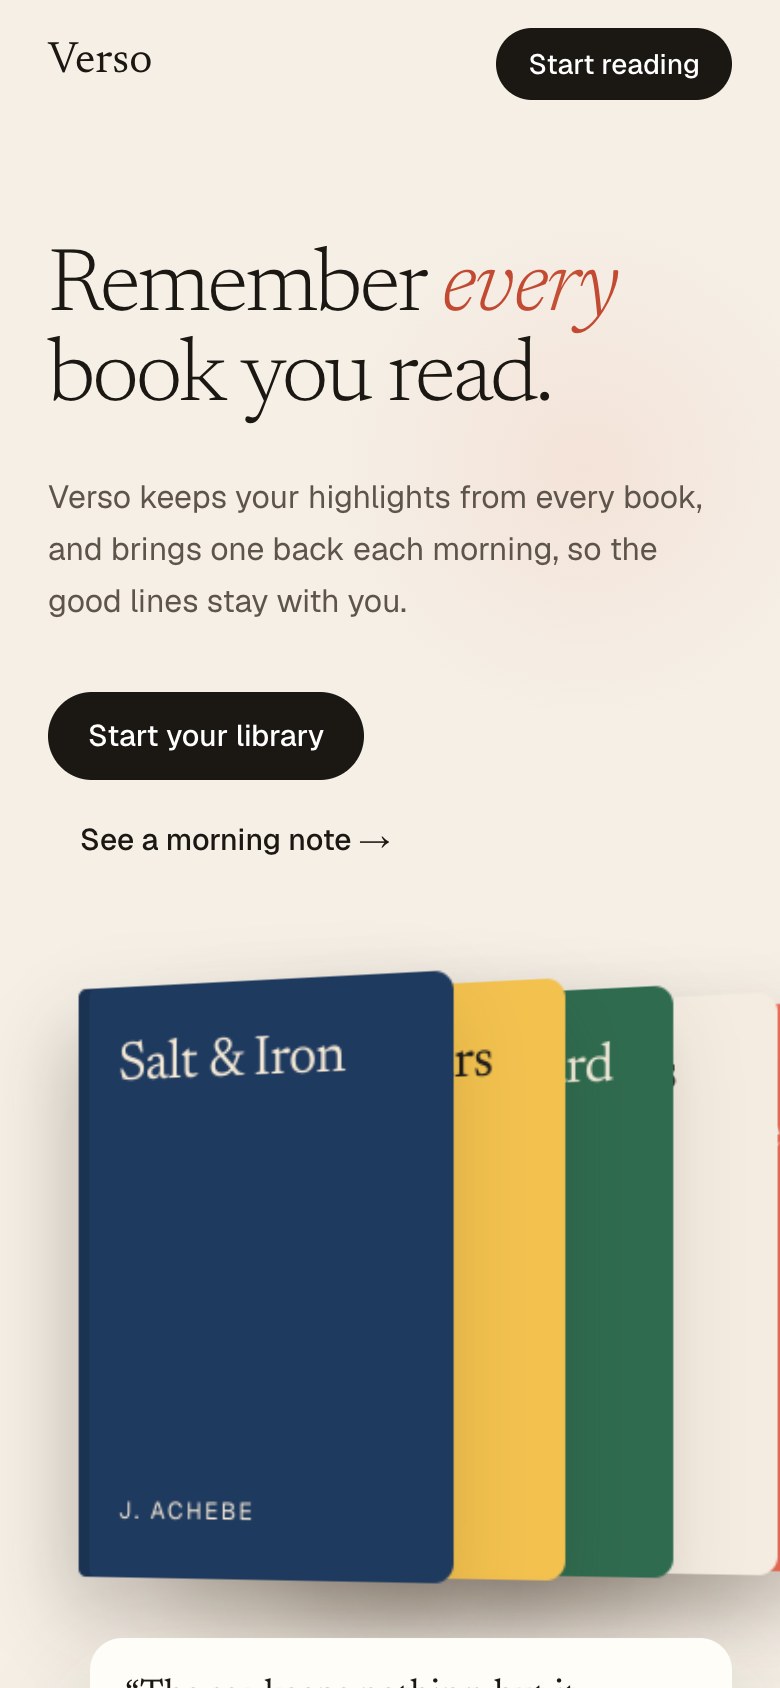 Verso
Start reading
Remember every
book you read.
Verso keeps your highlights from every book,
and brings one back each morning, so the
good lines stay with you.
Start your library
See a morning note →
Salt & Iron
rs
rd
s
J. ACHEBE